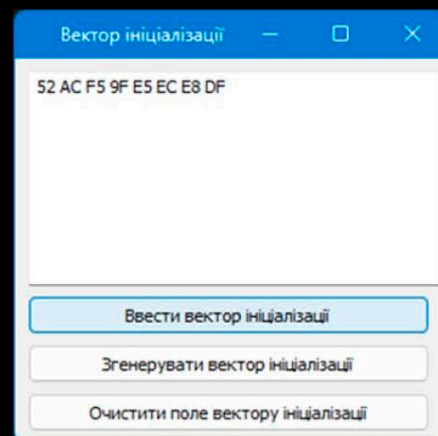 Вектор ініціалізації
52 AC F5 9F E5 EC E8 DF
Ввести вектор ініціалізації
Згенерувати вектор ініціалізації
Очистити поле вектору ініціалізації